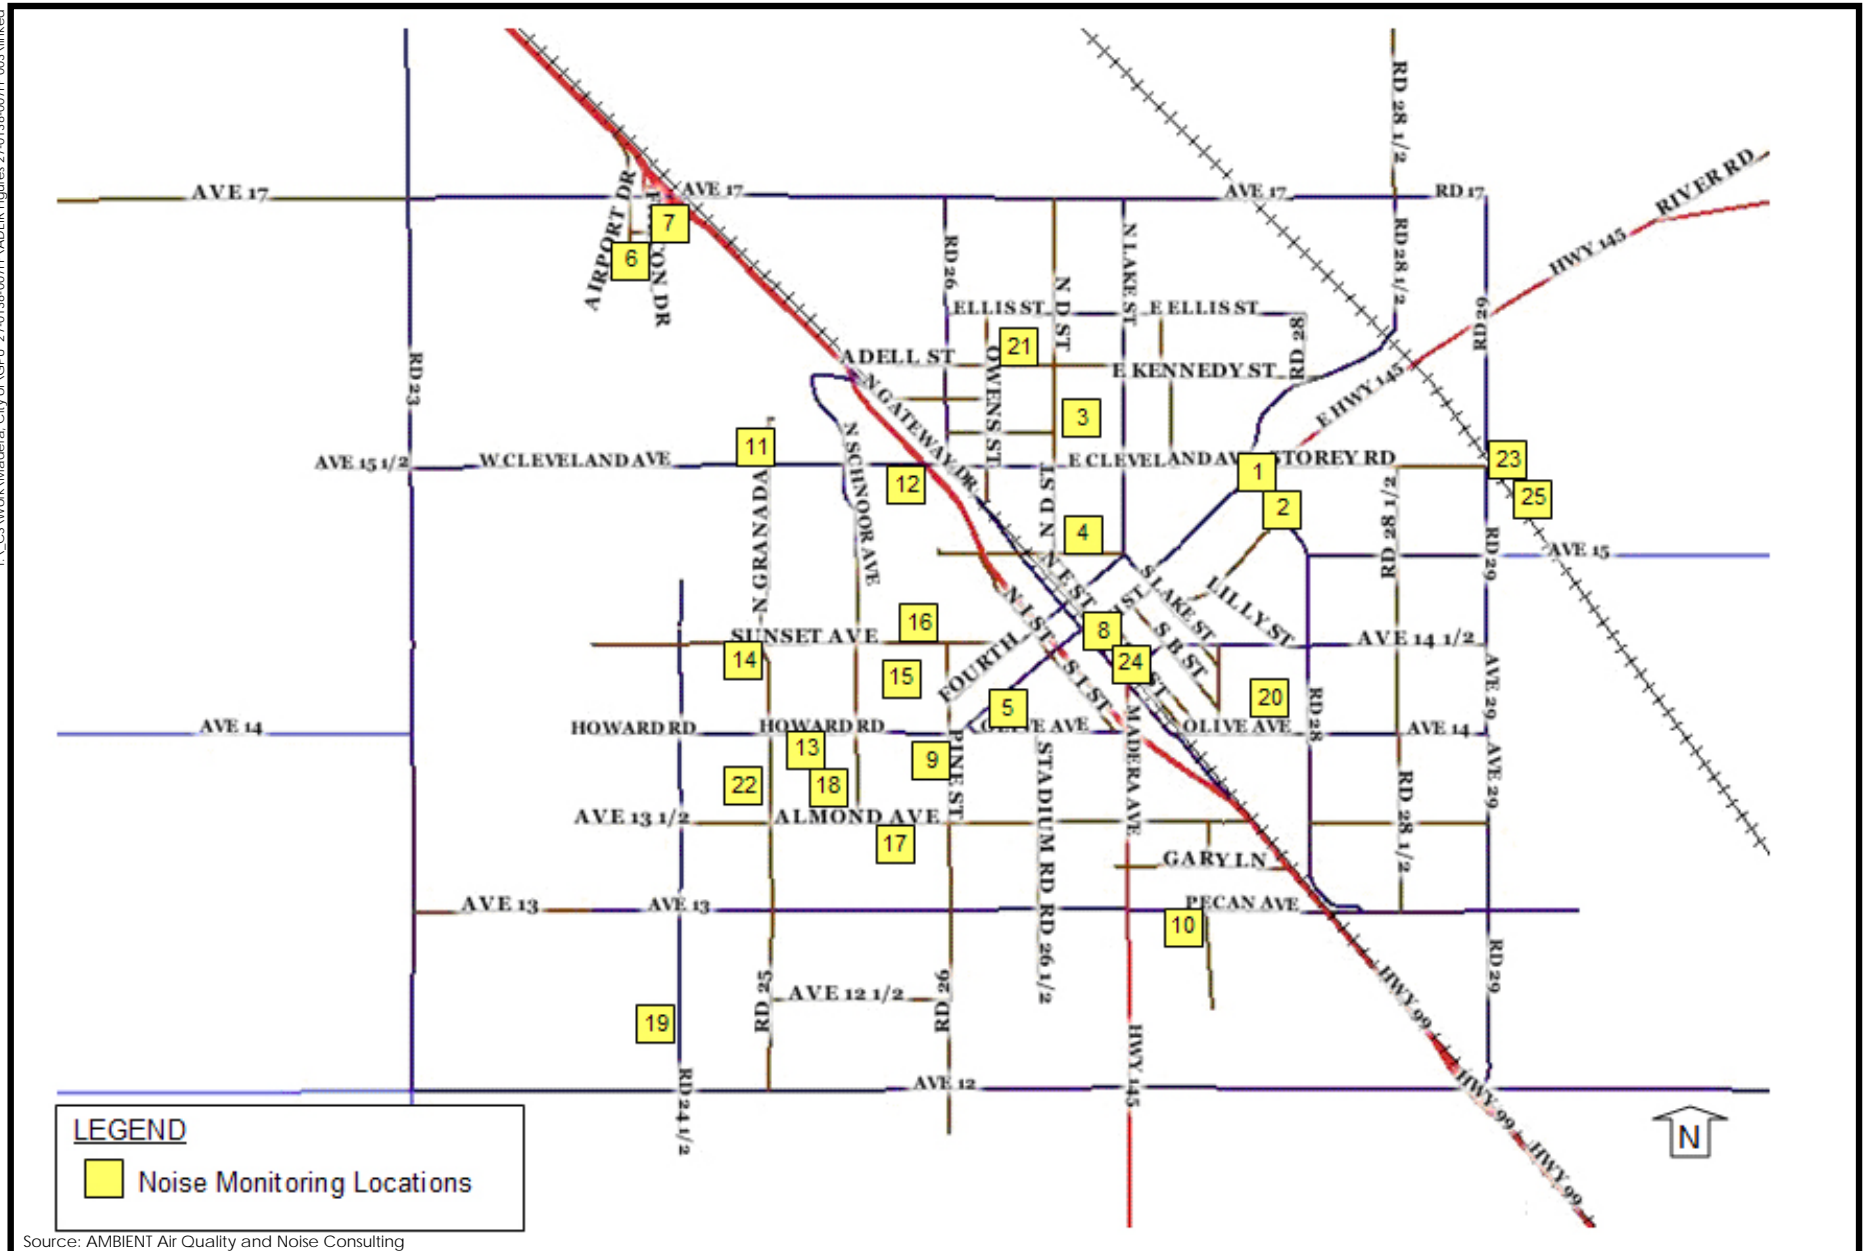 RD 28 1/2
RIVER RD
AVE 17
AVE 17
AVE 17
RD 17
AIRPORT DR
7
6
RD 26
N D ST
N LAKE ST
RD 28 1/2
HWY 145
RD 29
ELLIS ST
E ELLIS ST
RD 28
21
ADELL ST
OWENS ST
E KENNEDY ST
RD 23
N GATEWAY DR
3
E HWY 145
11
N SCHNOOR AVE
AVE 15 1/2
W CLEVELAND AVE
E CLEVELAND AV
STOREY RD
1
23
12
N D ST
2
25
N GRANADA
4
RD 28 1/2
RD 29
AVE 15
N E ST
S LAKE ST
LILLY ST
N I ST
16
8
S B ST
SUNSET AVE
AVE 14 1/2
14
FOURTH
24
15
S I ST
20
5
AVE 29
AVE 14
HOWARD RD
HOWARD RD
OLIVE AVE
OLIVE AVE
RD 28
AVE 14
13
9
PINE ST
STADIUM RD
MADERA AVE
AVE 29
22
18
RD 28 1/2
AVE 13 1/2
ALMOND AVE
17
GARY LN
AVE 13
AVE 13
PECAN AVE
10
RD 26 1/2
RD 29
RD 25
AVE 12 1/2
RD 26
HWY 99
19
HWY 145
RD 24 1/2
AVE 12
HWY 99
HWY 99
LEGEND
Noise Monitoring Locations
N
Source: AMBIENT Air Quality and Noise Consulting